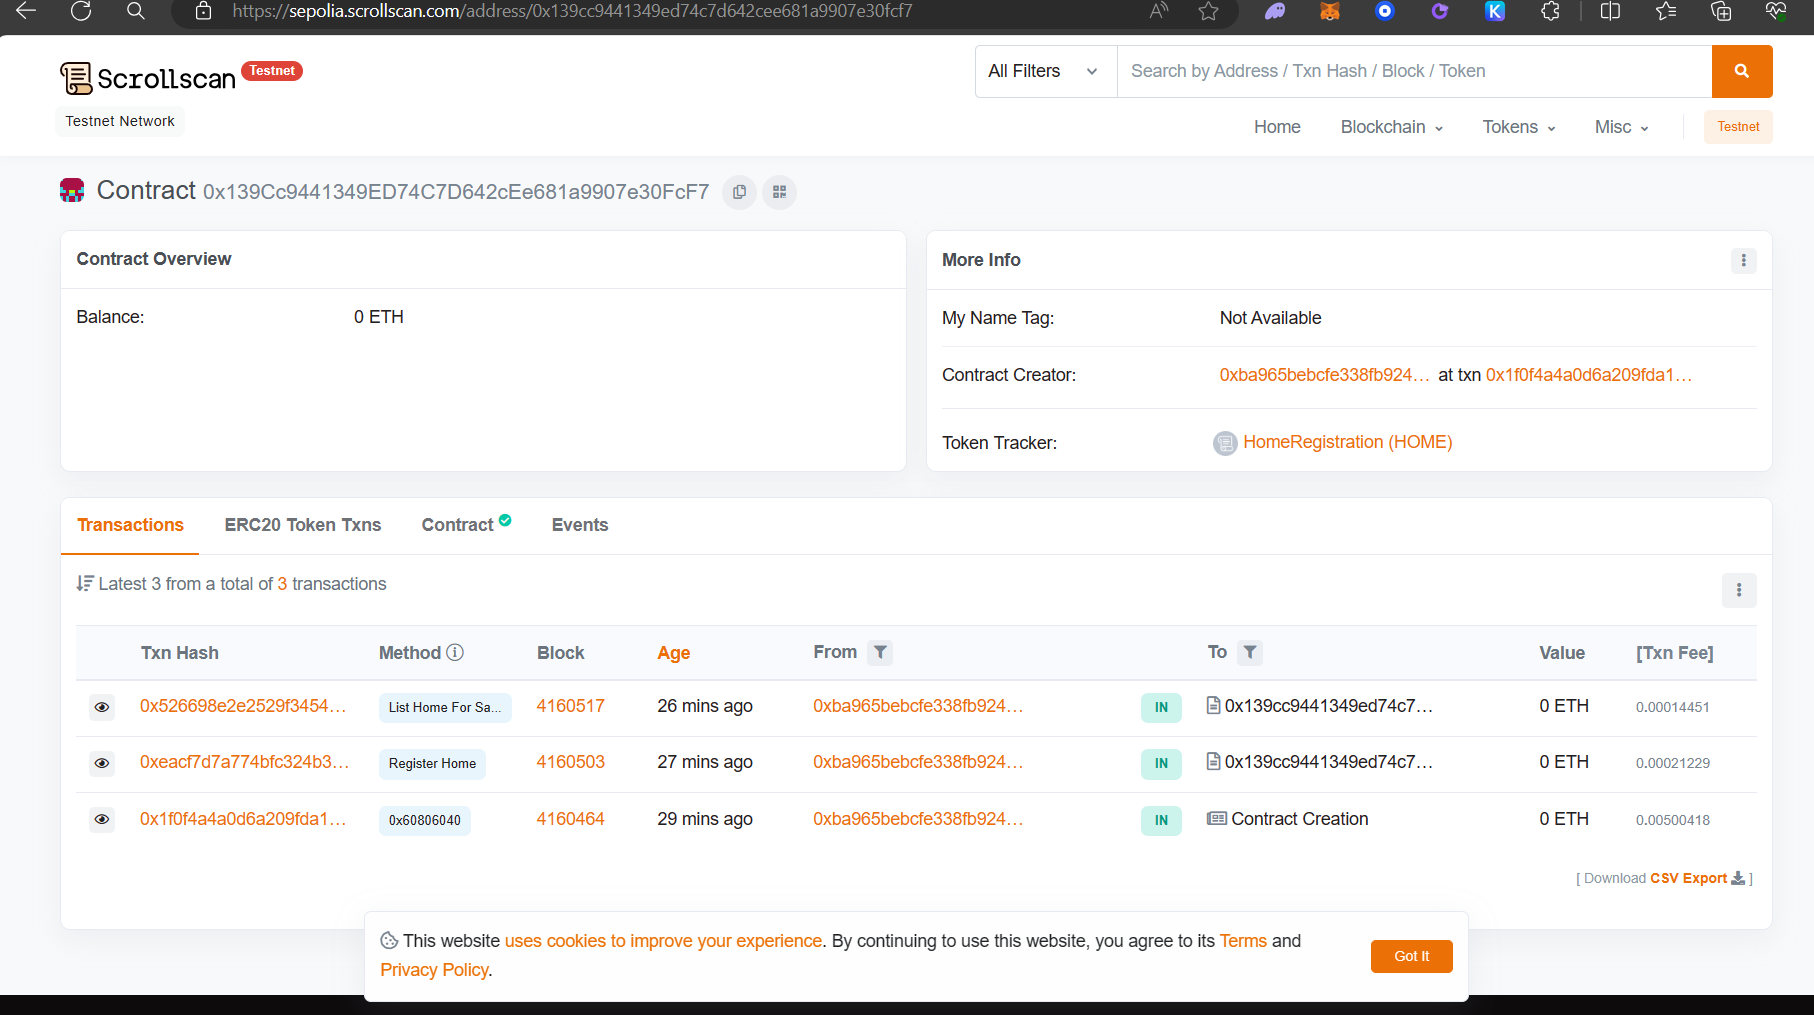 https://sepolia.scrollscan.com/address/0x139cc9441349ed74c7d642cee681a9907e30fcf7
Scrollscan Testnet
All Filters
Search by Address / Txn Hash / Block / Token
Testnet Network
Home Blockchain Tokens Misc Testnet
Contract 0x139Cc9441349ED74C7D642cEe681a9907e30FcF7
Contract Overview
Balance: 0 ETH
More Info
My Name Tag: Not Available
Contract Creator: 0xba965bebcfe338fb924... at txn 0x1f0f4a4a0d6a209fda1...
Token Tracker: HomeRegistration (HOME)
Transactions ERC20 Token Txns Contract Events
Latest 3 from a total of 3 transactions
Txn Hash Method Block Age From To Value [Txn Fee]
0x526698e2e2529f3454... List Home For Sa... 4160517 26 mins ago 0xba965bebcfe338fb924... IN 0x139cc9441349ed74c7... 0 ETH 0.00014451
0xeacf7d7a774bfc324b3... Register Home 4160503 27 mins ago 0xba965bebcfe338fb924... IN 0x139cc9441349ed74c7... 0 ETH 0.00021229
0x1f0f4a4a0d6a209fda1... 0x60806040 4160464 29 mins ago 0xba965bebcfe338fb924... IN Contract Creation 0 ETH 0.00500418
[ Download CSV Export ]
This website uses cookies to improve your experience. By continuing to use this website, you agree to its Terms and
Privacy Policy.
Got It